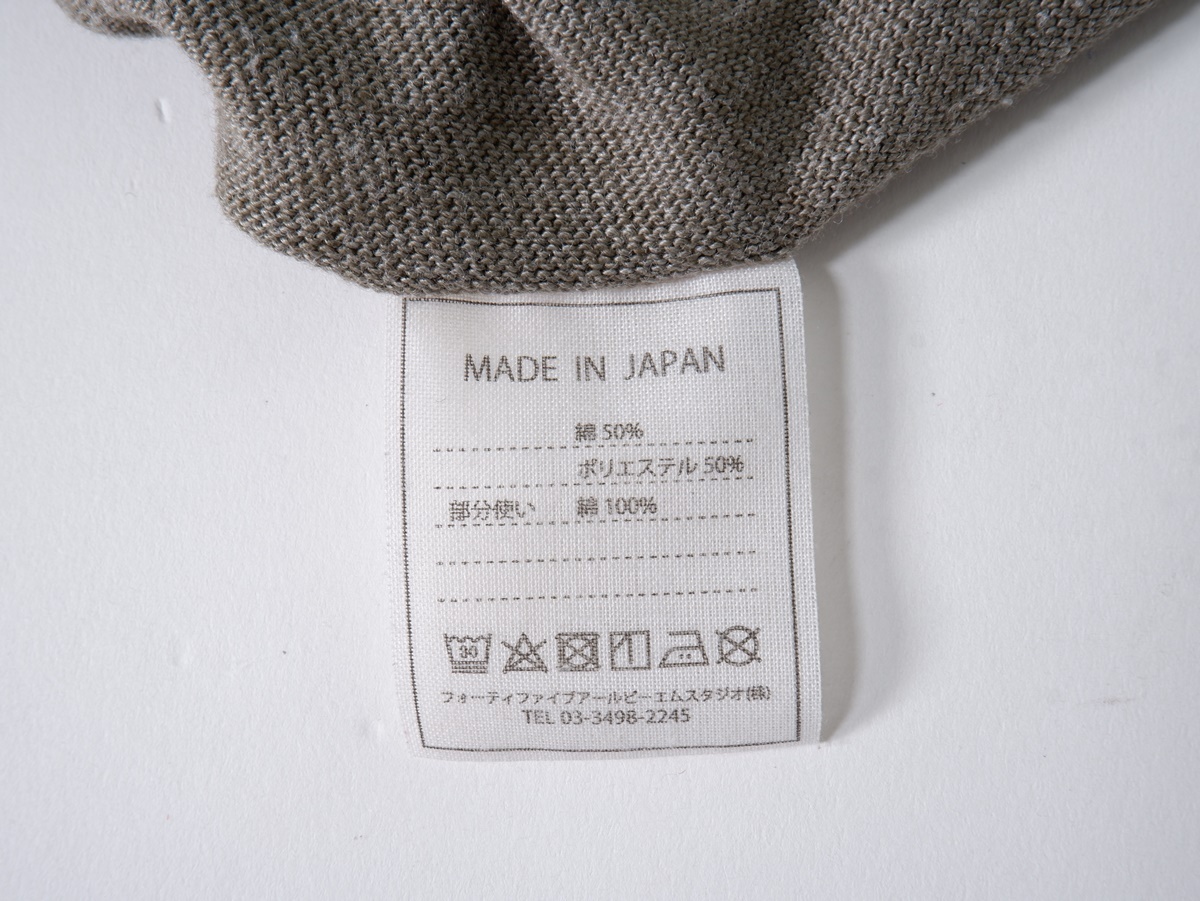 MADE IN JAPAN
綿 50%
ポリエステル 50%
部分使い 綿 100%
30
フォーティファイブアールピーエムスタジオ(株)
TEL 03-3498-2245